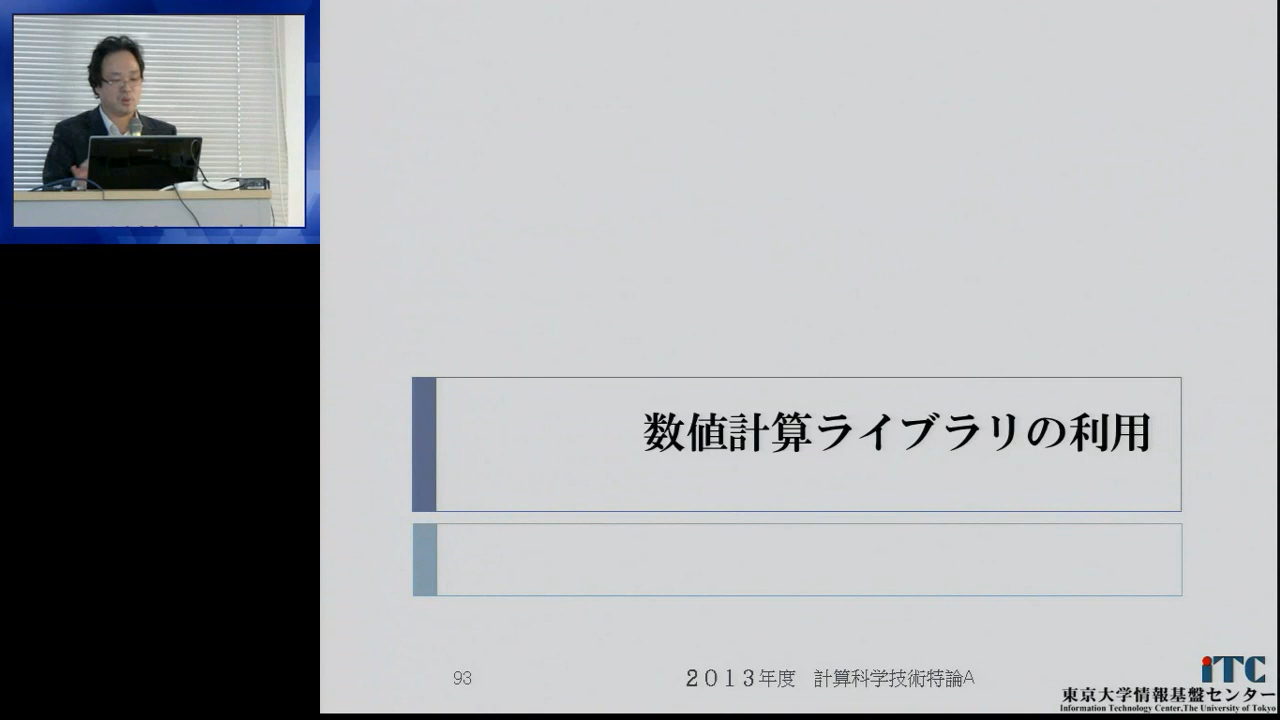 数値計算ライブラリの利用
93
２０１３年度　計算科学技術特論A
iTC
東京大学情報基盤センター
Information Technology Center,The University of Tokyo